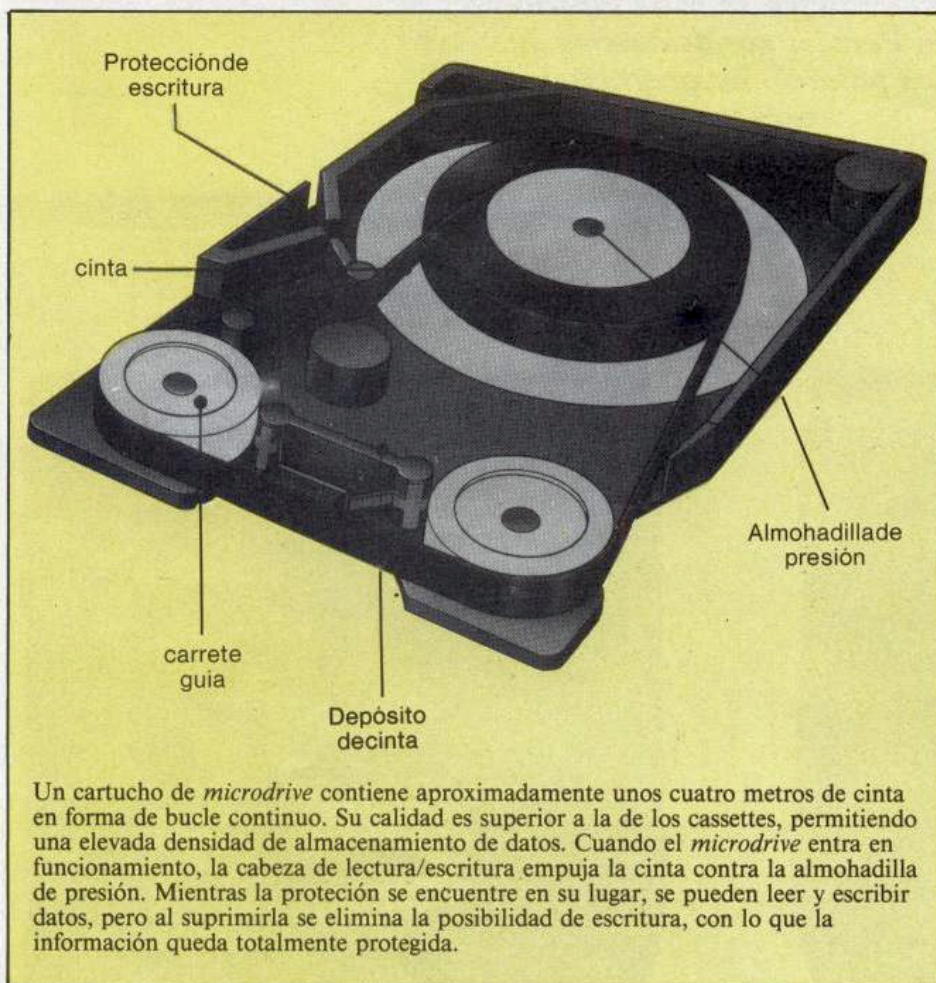 Protecciónde
escritura
cinta
Almohadillade
presión
carrete
guia
Depósito
decinta
Un cartucho de microdrive contiene aproximadamente unos cuatro metros de cinta
en forma de bucle continuo. Su calidad es superior a la de los cassettes, permitiendo
una elevada densidad de almacenamiento de datos. Cuando el microdrive entra en
funcionamiento, la cabeza de lectura/escritura empuja la cinta contra la almohadilla
de presión. Mientras la proteción se encuentre en su lugar, se pueden leer y escribir
datos, pero al suprimirla se elimina la posibilidad de escritura, con lo que la
información queda totalmente protegida.